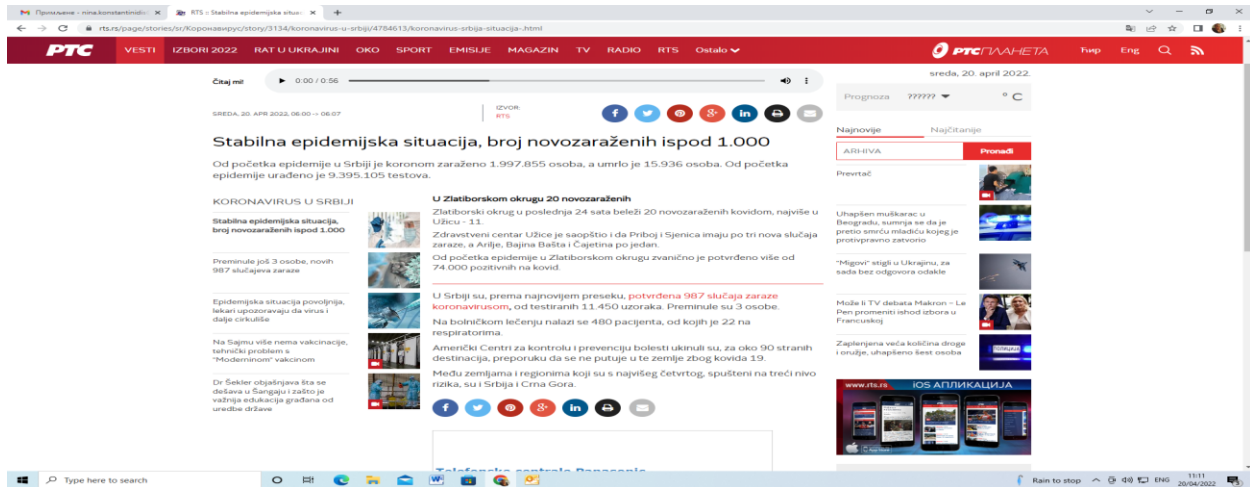 Примљене - nina.konstantinidis
RTS :: Stabilna epidemijska situac
rts.rs/page/stories/sr/Коронавирус/story/3134/koronavirus-u-srbiji/4784613/koronavirus-srbija-situacija-.html
РТС VESTI IZBORI 2022 RAT U UKRAJINI OKO SPORT EMISIJE MAGAZIN TV RADIO RTS Ostalo
РТС ПЛАНЕТА Ћир Eng
Čitaj mi!
0:00 / 0:56
sreda, 20. april 2022.
Prognoza ?????? ° C
SREDA, 20. APR 2022, 06:00 -> 06:07
IZVOR:
RTS
Stabilna epidemijska situacija, broj novozaraženih ispod 1.000
Od početka epidemije u Srbiji je koronom zaraženo 1.997.855 osoba, a umrlo je 15.936 osoba. Od početka
epidemije urađeno je 9.395.105 testova.
KORONAVIRUS U SRBIJI
Stabilna epidemijska situacija,
broj novozaraženih ispod 1.000
Preminule još 3 osobe, novih
987 slučajeva zaraze
Epidemijska situacija povoljnija,
lekari upozoravaju da virus i
dalje cirkuliše
Na Sajmu više nema vakcinacije,
tehnički problem s
"Moderninom" vakcinom
Dr Šekler objašnjava šta se
dešava u Šangaju i zašto je
važnija edukacija građana od
uredbe države
U Zlatiborskom okrugu 20 novozaraženih
Zlatiborski okrug u poslednja 24 sata beleži 20 novozaraženih kovidom, najviše u
Užicu - 11.
Zdravstveni centar Užice je saopštio i da Priboj i Sjenica imaju po tri nova slučaja
zaraze, a Arilje, Bajina Bašta i Čajetina po jedan.
Od početka epidemije u Zlatiborskom okrugu zvanično je potvrđeno više od
74.000 pozitivnih na kovid.
U Srbiji su, prema najnovijem preseku, potvrđena 987 slučaja zaraze
koronavirusom, od testiranih 11.450 uzoraka. Preminule su 3 osobe.
Na bolničkom lečenju nalazi se 480 pacijenta, od kojih je 22 na
respiratorima.
Američki Centri za kontrolu i prevenciju bolesti ukinuli su, za oko 90 stranih
destinacija, preporuku da se ne putuje u te zemlje zbog kovida 19.
Među zemljama i regionima koji su s najvišeg četvrtog, spušteni na treći nivo
rizika, su i Srbija i Crna Gora.
Telefonske centrale Panasonic
Najnovije Najčitanije
ARHIVA Pronađi
Prevrtač
Uhapšen muškarac u
Beogradu, sumnja se da je
pretio smrću mladiću kojeg je
protivpravno zatvorio
"Migovi" stigli u Ukrajinu, za
sada bez odgovora odakle
Može li TV debata Makron – Le
Pen promeniti ishod izbora u
Francuskoj
Zaplenjena veća količina droge
i oružje, uhapšeno šest osoba
www.rts.rs iOS АПЛИКАЦИЈА
Type here to search
Rain to stop
ENG
11:11
20/04/2022